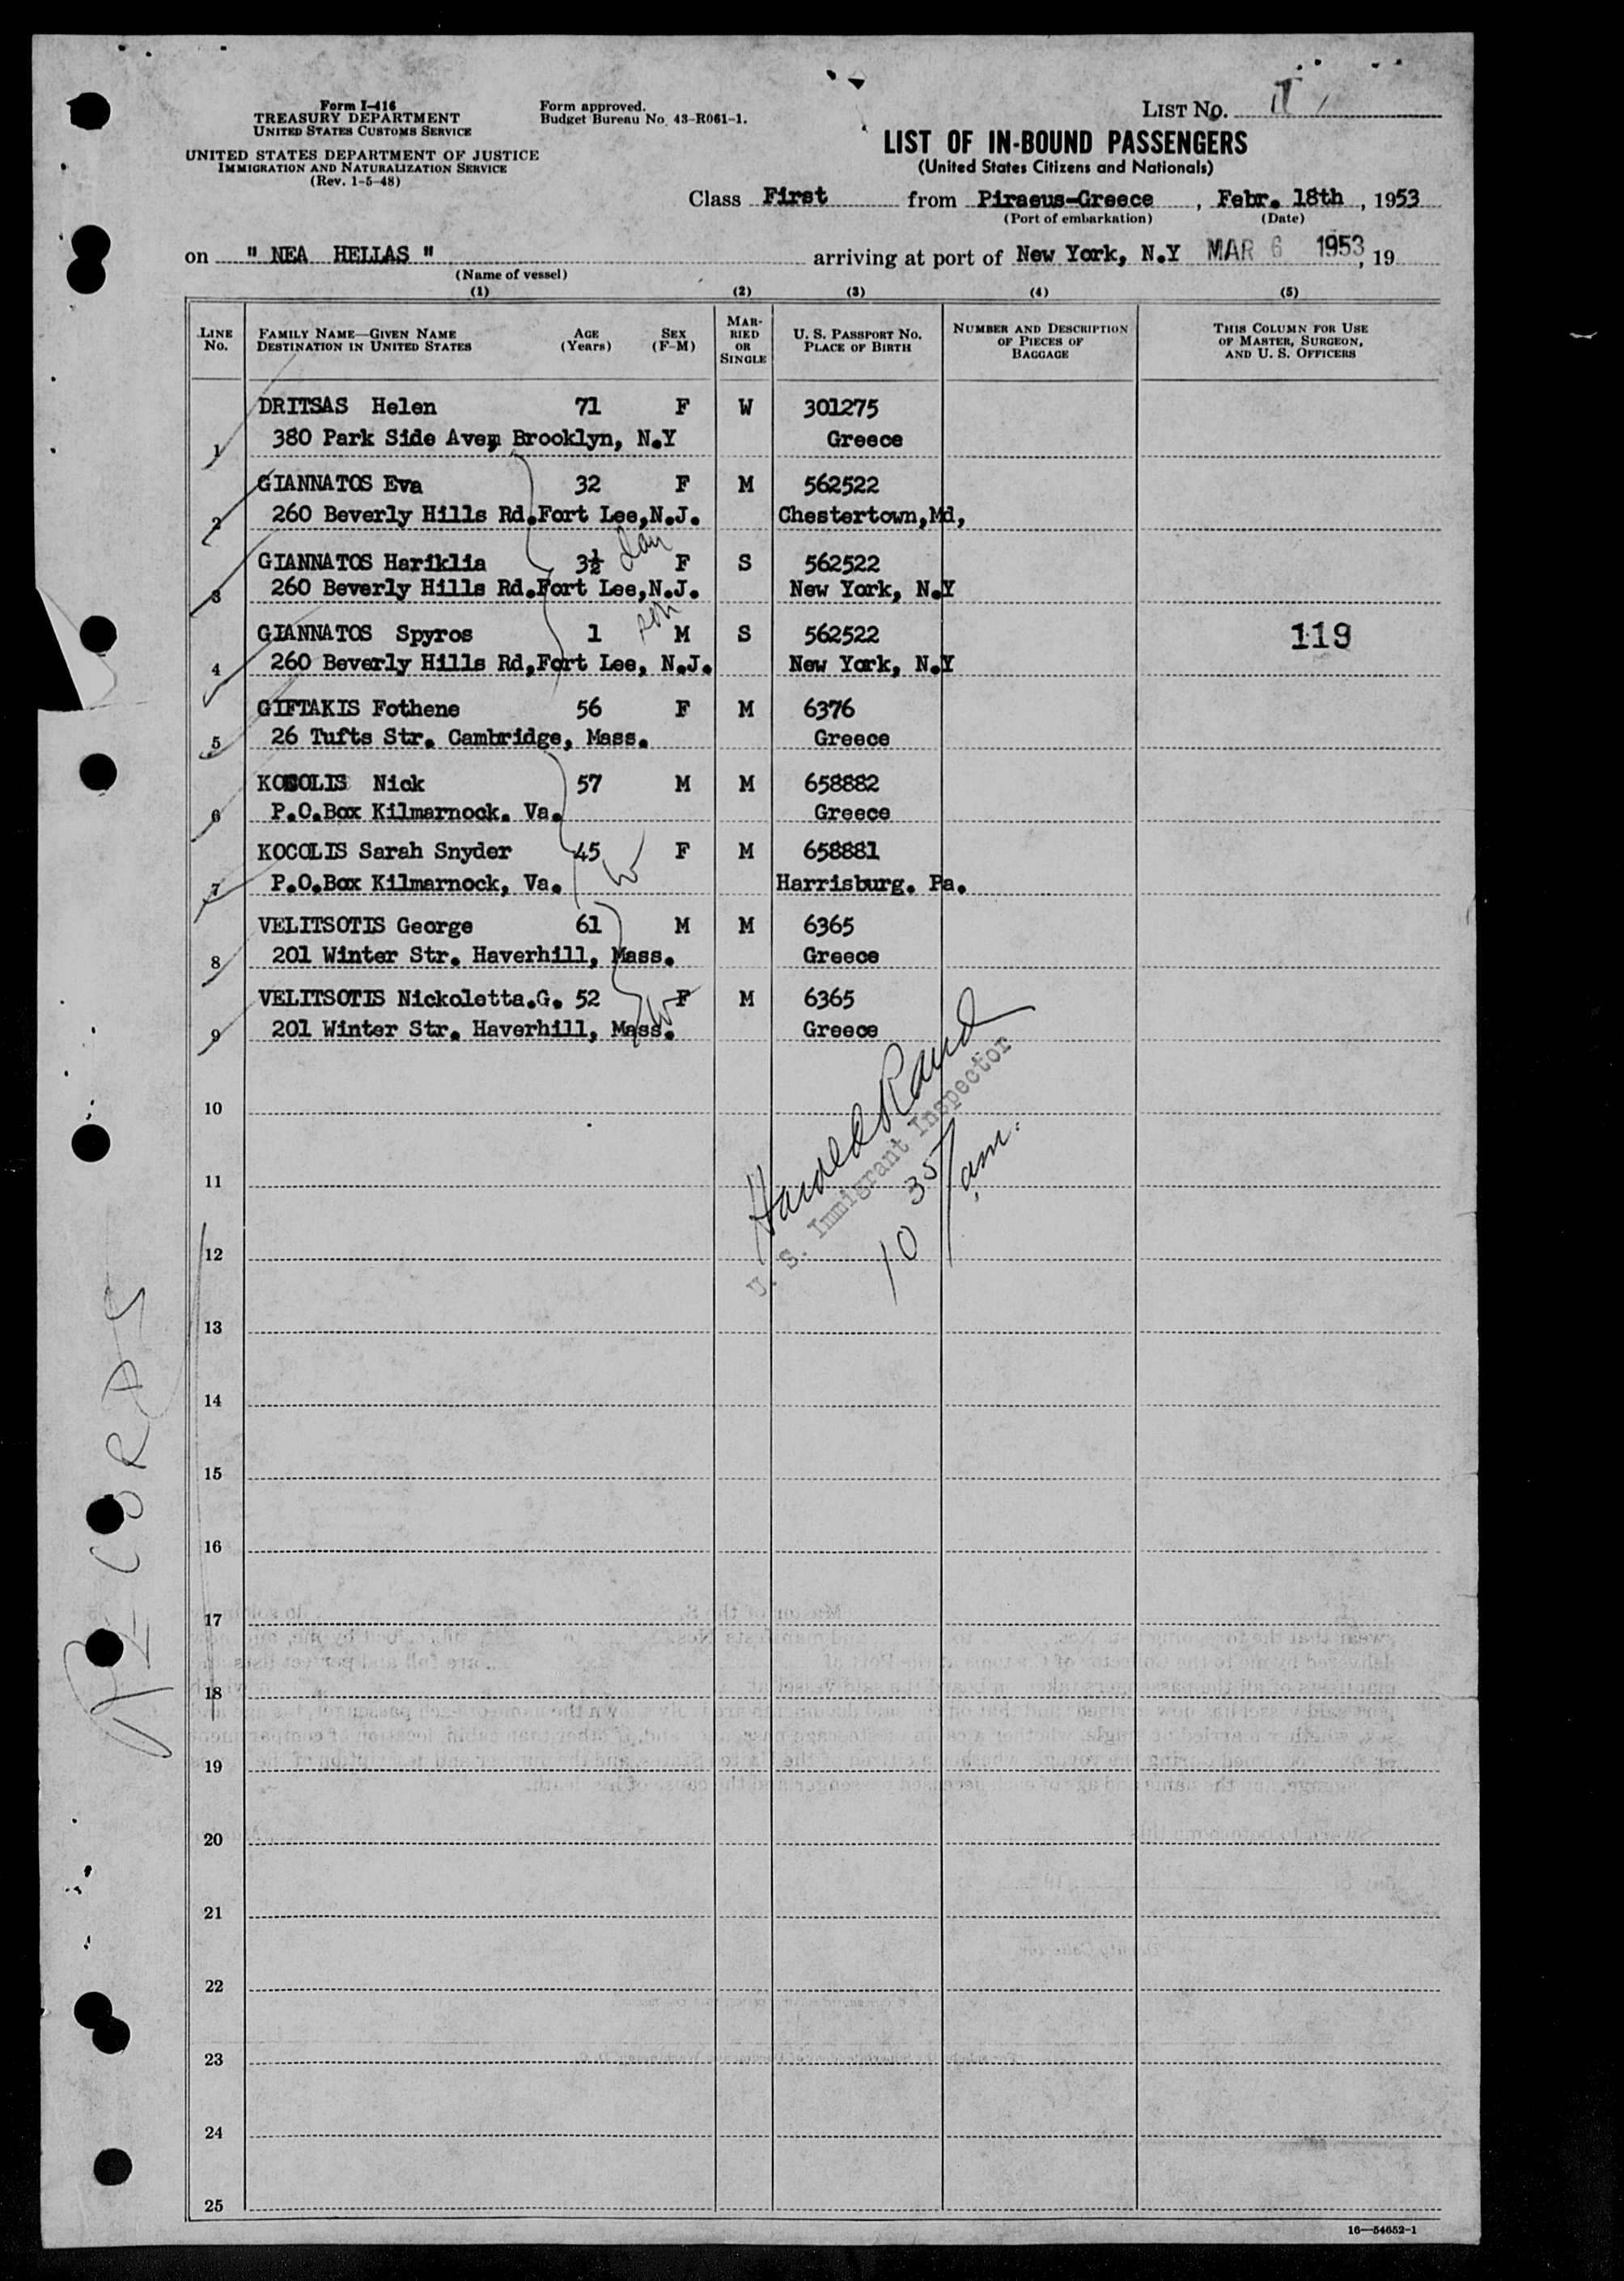 Form I-416
TREASURY DEPARTMENT
UNITED STATES CUSTOMS SERVICE
UNITED STATES DEPARTMENT OF JUSTICE
IMMIGRATION AND NATURALIZATION SERVICE
(Rev. 1-5-48)
Form approved.
Budget Bureau No. 43-R061-1.
LIST NO.
LIST OF IN-BOUND PASSENGERS
(United States Citizens and Nationals)
Class First from Piraeus-Greece, Febr. 18th, 1953
(Port of embarkation) (Date)
on " NEA HELLAS " arriving at port of New York, N.Y MAR 6 1953, 19
(Name of vessel)
(1) (2) (3) (4) (5)
LINE NO.
FAMILY NAME—GIVEN NAME
DESTINATION IN UNITED STATES
AGE (Years)
SEX (F-M)
MARRIED OR SINGLE
U. S. PASSPORT NO.
PLACE OF BIRTH
NUMBER AND DESCRIPTION OF PIECES OF BAGGAGE
THIS COLUMN FOR USE OF MASTER, SURGEON, AND U. S. OFFICERS
DRITSAS Helen 71 F W 301275
1 380 Park Side Ave, Brooklyn, N.Y Greece
GIANNATOS Eva 32 F M 562522
2 260 Beverly Hills Rd.Fort Lee,N.J. Chestertown,Md,
GIANNATOS Hariklia 3½ dau F S 562522
3 260 Beverly Hills Rd.Fort Lee,N.J. New York, N.Y
GIANNATOS Spyros 1 son M S 562522 119
4 260 Beverly Hills Rd,Fort Lee, N.J. New York, N.Y
GIFTAKIS Fothene 56 F M 6376
5 26 Tufts Str. Cambridge, Mass. Greece
KOCOLIS Nick 57 M M 658882
6 P.O.Box Kilmarnock. Va. Greece
KOCOLIS Sarah Snyder 45 W F M 658881
7 P.O.Box Kilmarnock, Va. Harrisburg. Pa.
VELITSOTIS George 61 M M 6365
8 201 Winter Str. Haverhill, Mass. Greece
VELITSOTIS Nickoletta.G. 52 W F M 6365
9 201 Winter Str. Haverhill, Mass. Greece
Harold Rand
U. S. Immigrant Inspector
10 35 am.
10
11
12
13
14
15
16
17
18
19
20
21
22
23
24
25
RECORDS
16—54652-1